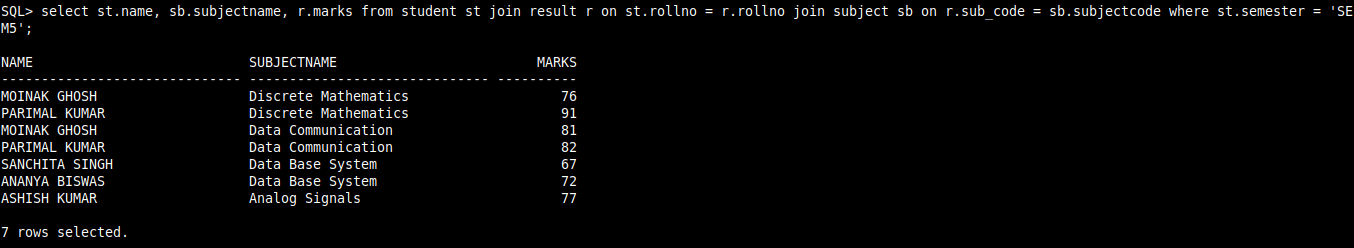 SQL> select st.name, sb.subjectname, r.marks from student st join result r on st.rollno = r.rollno join subject sb on r.sub_code = sb.subjectcode where st.semester = 'SE
M5';
NAME SUBJECTNAME MARKS
------------------------------ ------------------------------ ----------
MOINAK GHOSH Discrete Mathematics 76
PARIMAL KUMAR Discrete Mathematics 91
MOINAK GHOSH Data Communication 81
PARIMAL KUMAR Data Communication 82
SANCHITA SINGH Data Base System 67
ANANYA BISWAS Data Base System 72
ASHISH KUMAR Analog Signals 77
7 rows selected.